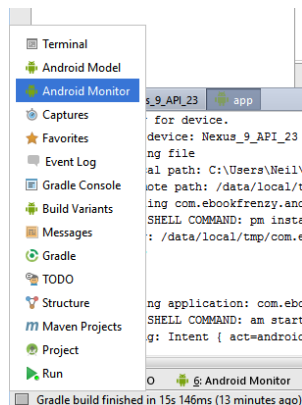 Terminal
Android Model
Android Monitor
Captures
Favorites
Event Log
Gradle Console
Build Variants
Messages
Gradle
TODO
Structure
Maven Projects
Project
Run
s_9_API_23 app
for device.
device: Nexus_9_API_23
ng file
al path: C:\Users\Neil\
ote path: /data/local/t
ing com.ebookfrenzy.and
SHELL COMMAND: pm insta
: /data/local/tmp/com.e
ng application: com.ebo
SHELL COMMAND: am start
g: Intent { act=android
O 6: Android Monitor
Gradle build finished in 15s 146ms (13 minutes ago)